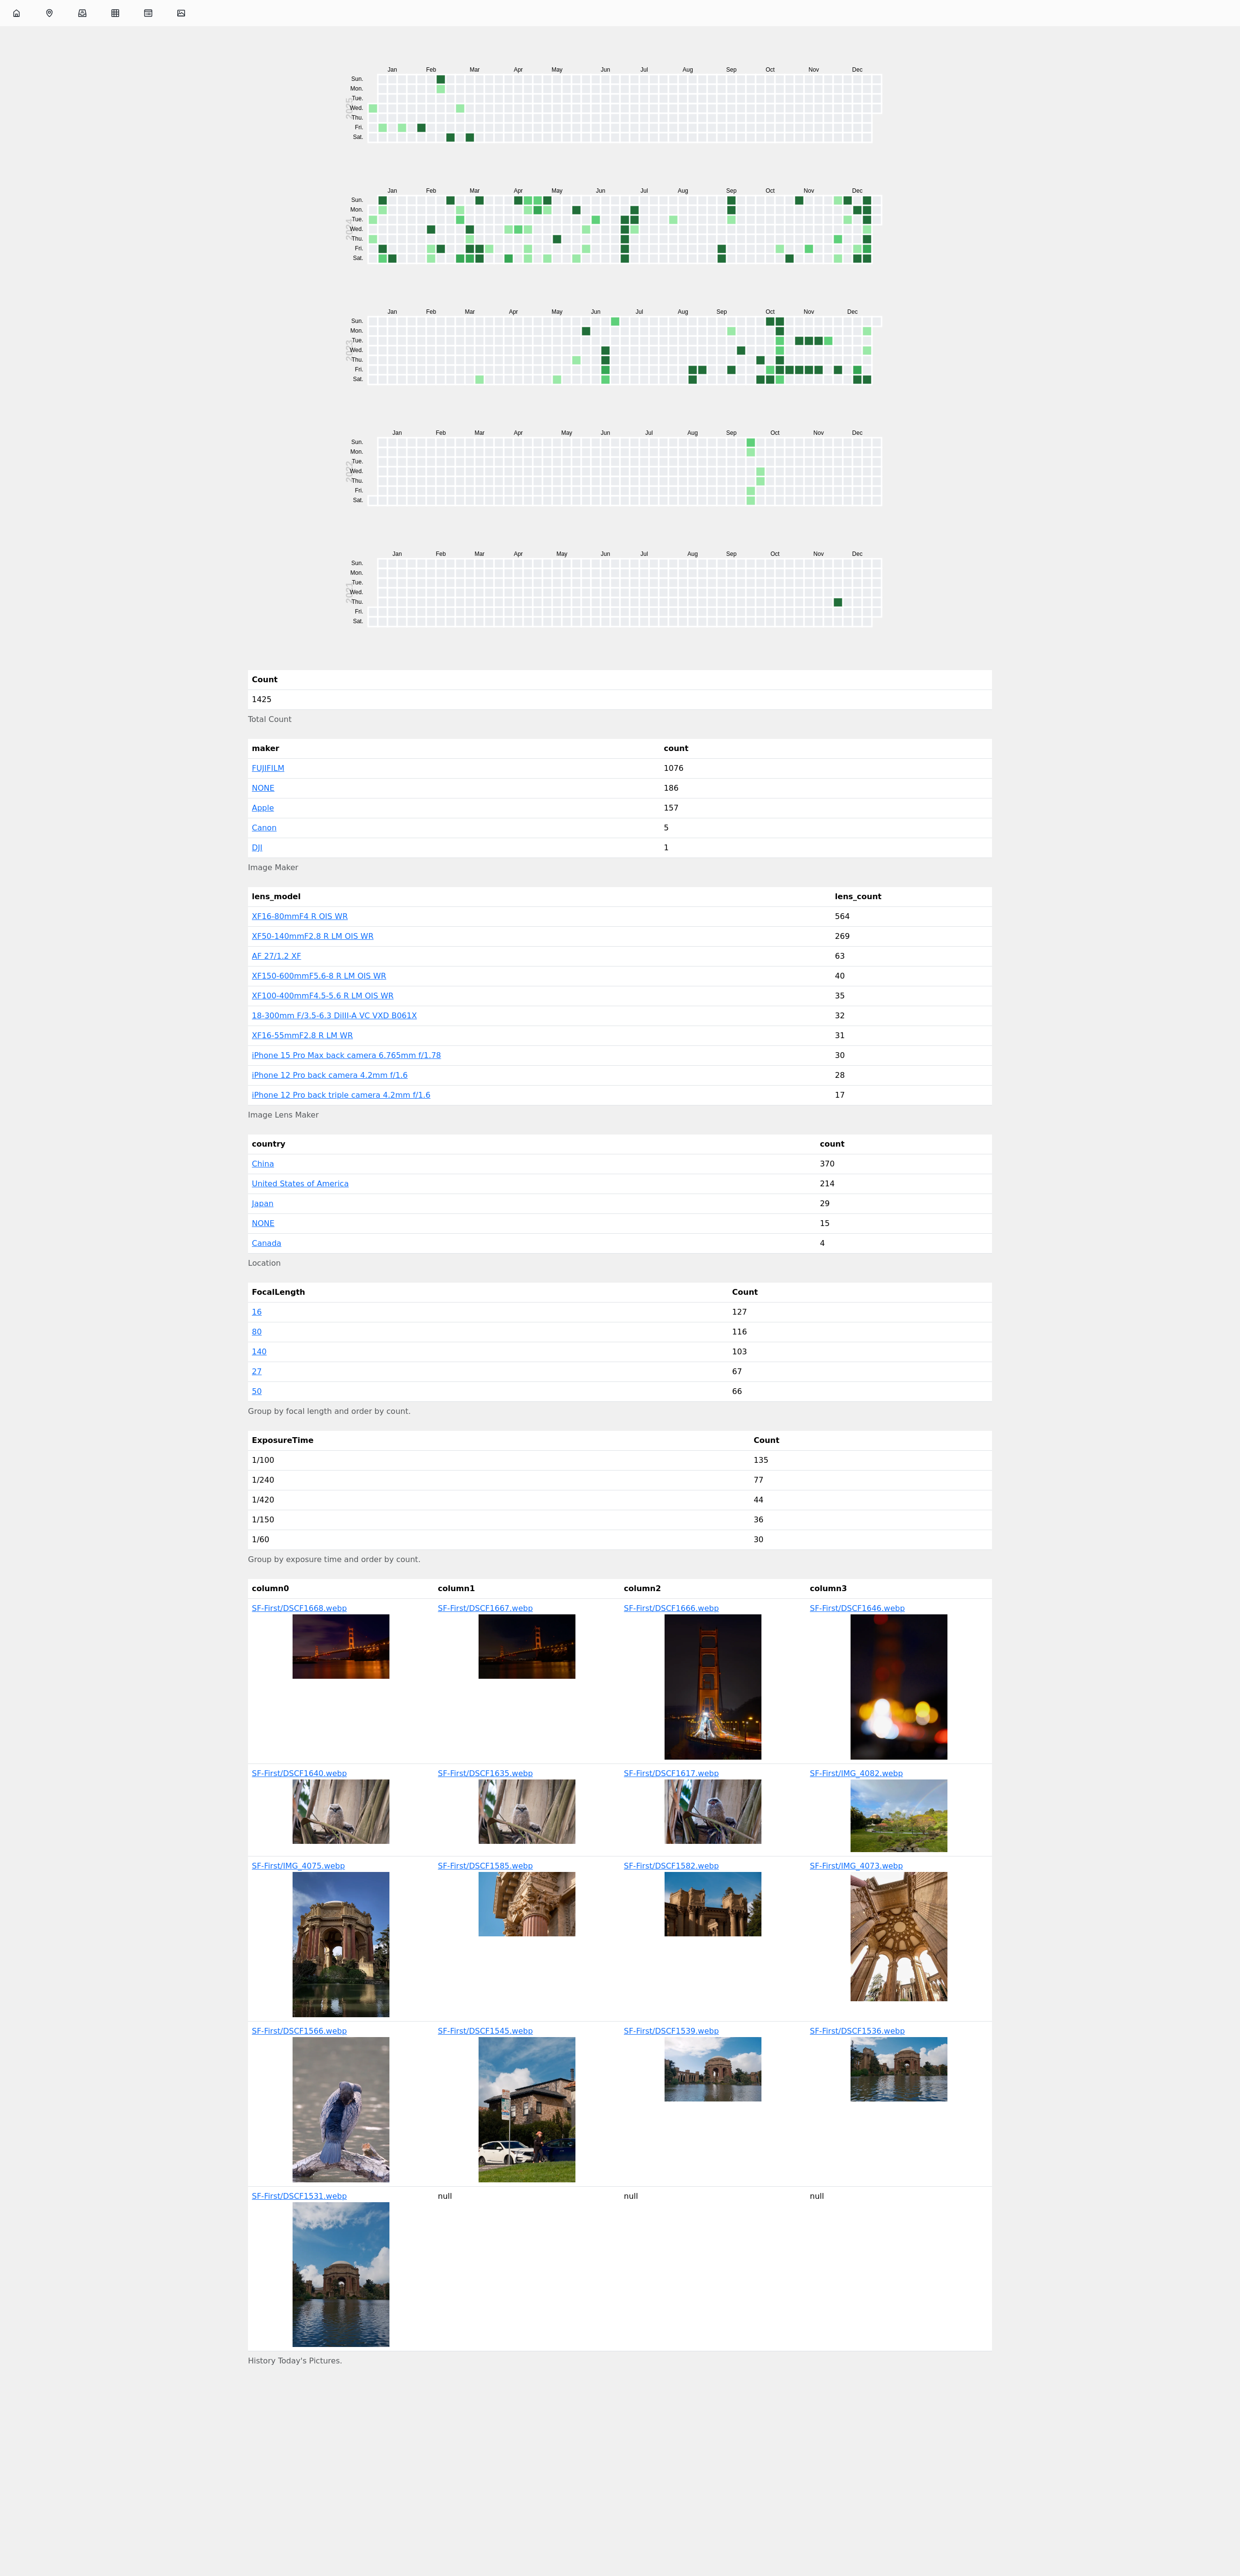 Jan Feb Mar Apr May Jun Jul Aug Sep Oct Nov Dec
Sun.
Mon.
Tue.
Wed.
Thu.
Fri.
Sat.
2025
Jan Feb Mar Apr May Jun Jul Aug Sep Oct Nov Dec
Sun.
Mon.
Tue.
Wed.
Thu.
Fri.
Sat.
2024
Jan Feb Mar Apr May Jun Jul Aug Sep Oct Nov Dec
Sun.
Mon.
Tue.
Wed.
Thu.
Fri.
Sat.
2023
Jan Feb Mar Apr May Jun Jul Aug Sep Oct Nov Dec
Sun.
Mon.
Tue.
Wed.
Thu.
Fri.
Sat.
2022
Jan Feb Mar Apr May Jun Jul Aug Sep Oct Nov Dec
Sun.
Mon.
Tue.
Wed.
Thu.
Fri.
Sat.
2021
Count
1425
Total Count
maker count
FUJIFILM 1076
NONE 186
Apple 157
Canon 5
DJI 1
Image Maker
lens_model lens_count
XF16-80mmF4 R OIS WR 564
XF50-140mmF2.8 R LM OIS WR 269
AF 27/1.2 XF 63
XF150-600mmF5.6-8 R LM OIS WR 40
XF100-400mmF4.5-5.6 R LM OIS WR 35
18-300mm F/3.5-6.3 DiIII-A VC VXD B061X 32
XF16-55mmF2.8 R LM WR 31
iPhone 15 Pro Max back camera 6.765mm f/1.78 30
iPhone 12 Pro back camera 4.2mm f/1.6 28
iPhone 12 Pro back triple camera 4.2mm f/1.6 17
Image Lens Maker
country count
China 370
United States of America 214
Japan 29
NONE 15
Canada 4
Location
FocalLength Count
16 127
80 116
140 103
27 67
50 66
Group by focal length and order by count.
ExposureTime Count
1/100 135
1/240 77
1/420 44
1/150 36
1/60 30
Group by exposure time and order by count.
column0 column1 column2 column3
SF-First/DSCF1668.webp SF-First/DSCF1667.webp SF-First/DSCF1666.webp SF-First/DSCF1646.webp
SF-First/DSCF1640.webp SF-First/DSCF1635.webp SF-First/DSCF1617.webp SF-First/IMG_4082.webp
SF-First/IMG_4075.webp SF-First/DSCF1585.webp SF-First/DSCF1582.webp SF-First/IMG_4073.webp
SF-First/DSCF1566.webp SF-First/DSCF1545.webp SF-First/DSCF1539.webp SF-First/DSCF1536.webp
SF-First/DSCF1531.webp null null null
History Today's Pictures.